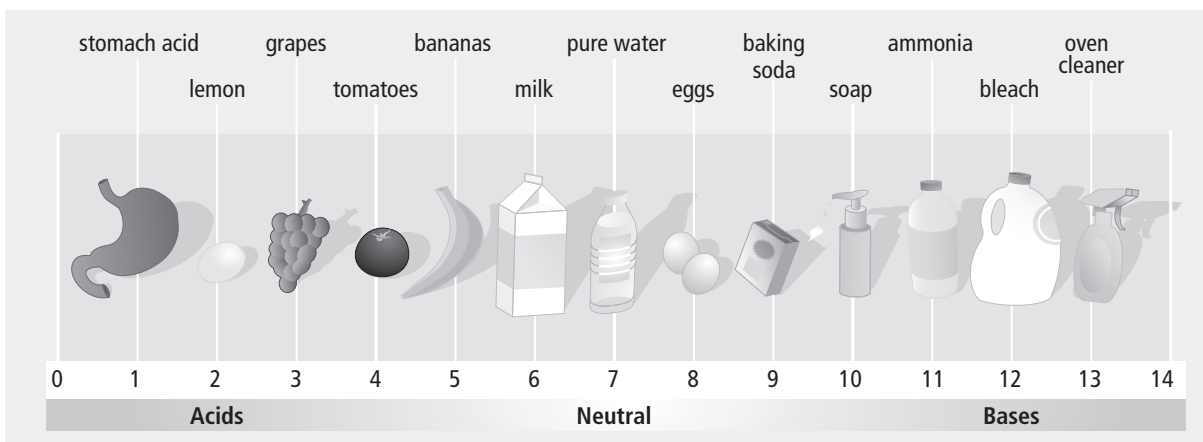 stomach acid grapes bananas pure water baking soda ammonia oven cleaner
lemon tomatoes milk eggs soap bleach
0 1 2 3 4 5 6 7 8 9 10 11 12 13 14
Acids Neutral Bases